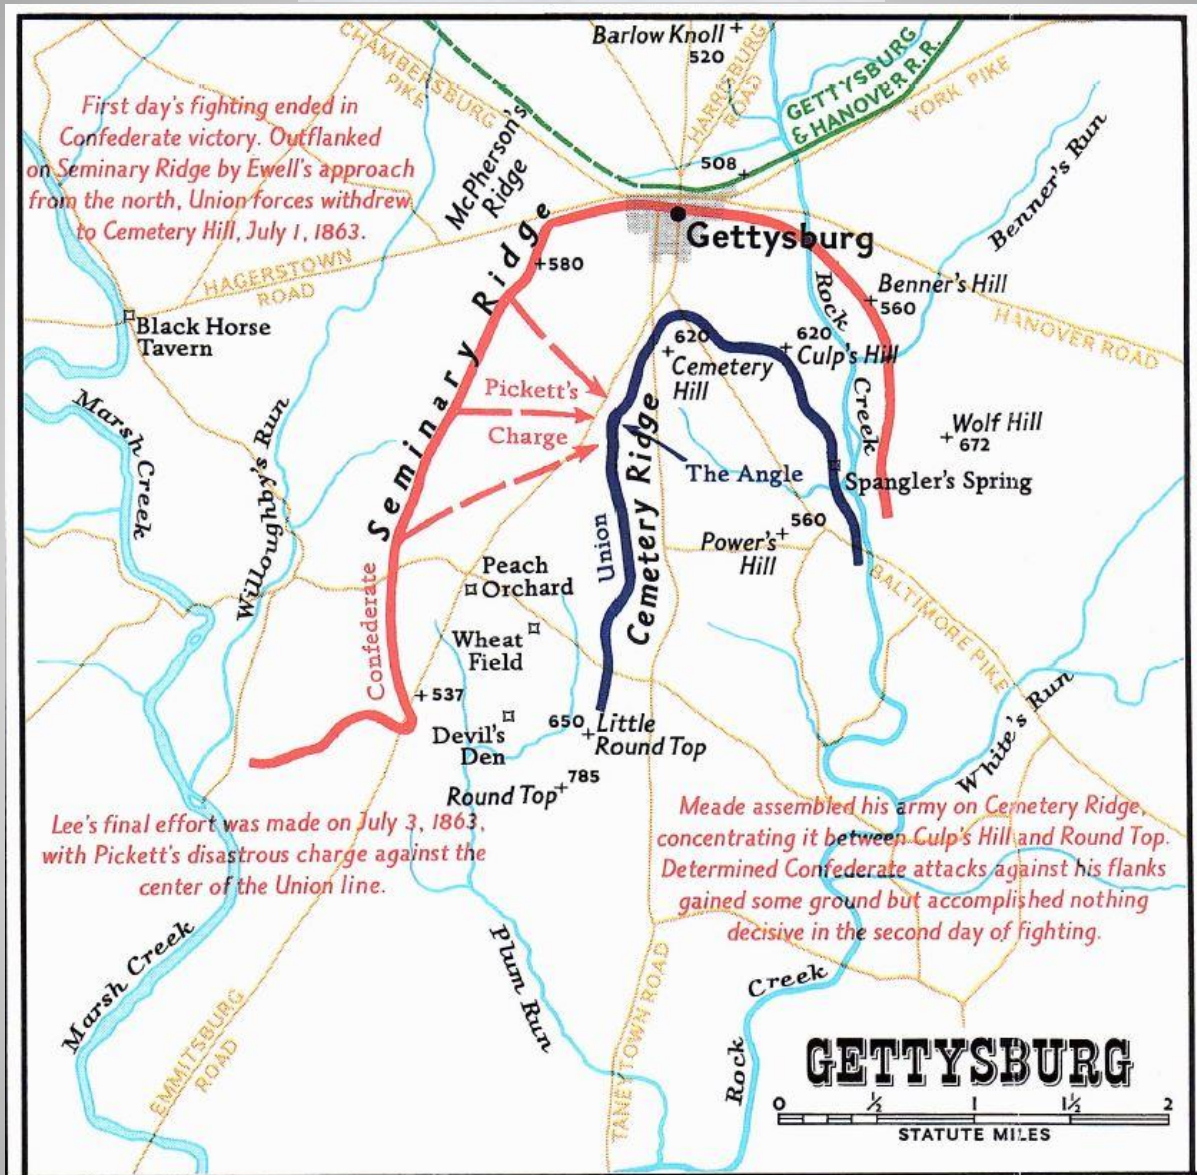 Barlow Knoll
520
CHAMBERSBURG
PIKE
HARRISBURG
ROAD
GETTYSBURG
& HANOVER R.R.
YORK PIKE
First day's fighting ended in
Confederate victory. Outflanked
on Seminary Ridge by Ewell's approach
from the north, Union forces withdrew
to Cemetery Hill, July 1, 1863.
McPherson's
Ridge
508
Benner's Run
Gettysburg
HAGERSTOWN
ROAD
580
Seminary Ridge
Rock
Creek
Benner's Hill
560
HANOVER ROAD
Black Horse
Tavern
620
Cemetery
Hill
620
Culp's Hill
Pickett's
Charge
Marsh Creek
Willoughby's Run
Wolf Hill
672
The Angle
Spangler's Spring
Cemetery Ridge
Union
560
Power's
Hill
Confederate
Peach
Orchard
Wheat
Field
BALTIMORE PIKE
537
Devil's
Den
650
Little
Round Top
White's Run
Round Top
785
Lee's final effort was made on July 3, 1863,
with Pickett's disastrous charge against the
center of the Union line.
Meade assembled his army on Cemetery Ridge,
concentrating it between Culp's Hill and Round Top.
Determined Confederate attacks against his flanks
gained some ground but accomplished nothing
decisive in the second day of fighting.
Marsh Creek
Plum Run
EMMITSBURG
ROAD
TANEYTOWN ROAD
Rock
Creek
GETTYSBURG
0 ½ 1 1½ 2
STATUTE MILES